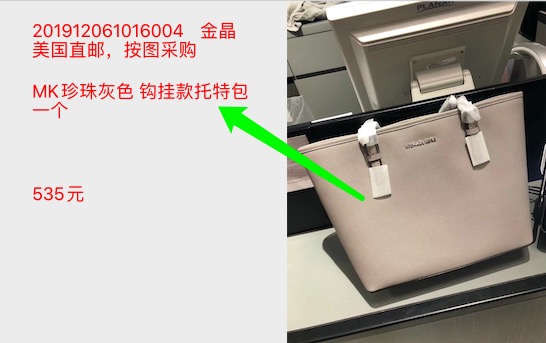 201912061016004 金晶
美国直邮，按图采购
MK珍珠灰色 钩挂款托特包
一个
535元
PLANAR
MICHAEL KORS